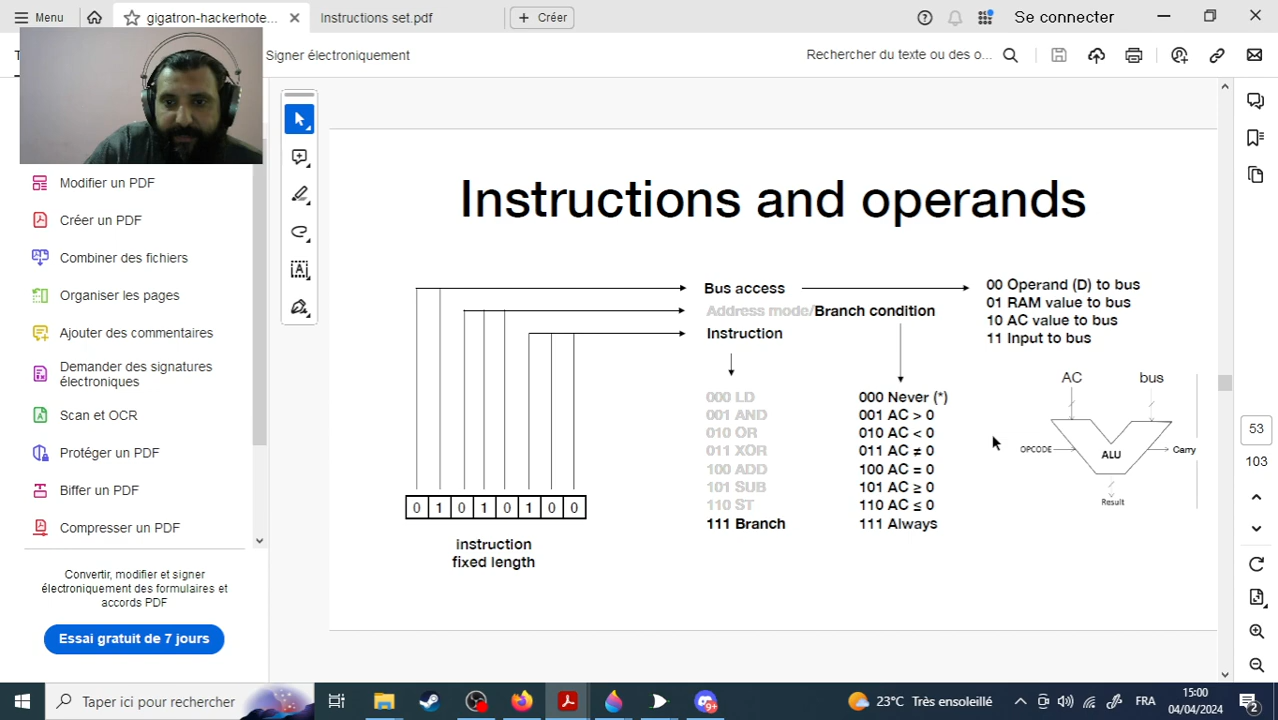 Menu
gigatron-hackerhote...
Instructions set.pdf
Créer
Se connecter
T
Signer électroniquement
Rechercher du texte ou des o...
Modifier un PDF
Créer un PDF
Combiner des fichiers
Organiser les pages
Ajouter des commentaires
Demander des signatures
électroniques
Scan et OCR
Protéger un PDF
Biffer un PDF
Compresser un PDF
Convertir, modifier et signer
électroniquement des formulaires et
accords PDF
Essai gratuit de 7 jours
Instructions and operands
Bus access
Address mode/Branch condition
Instruction
00 Operand (D) to bus
01 RAM value to bus
10 AC value to bus
11 Input to bus
000 LD
001 AND
010 OR
011 XOR
100 ADD
101 SUB
110 ST
111 Branch
000 Never (*)
001 AC > 0
010 AC < 0
011 AC ≠ 0
100 AC = 0
101 AC ≥ 0
110 AC ≤ 0
111 Always
AC
bus
OPCODE
ALU
Carry
Result
0 1 0 1 0 1 0 0
instruction
fixed length
53
103
Taper ici pour rechercher
9+
23°C Très ensoleillé
FRA
15:00
04/04/2024
2